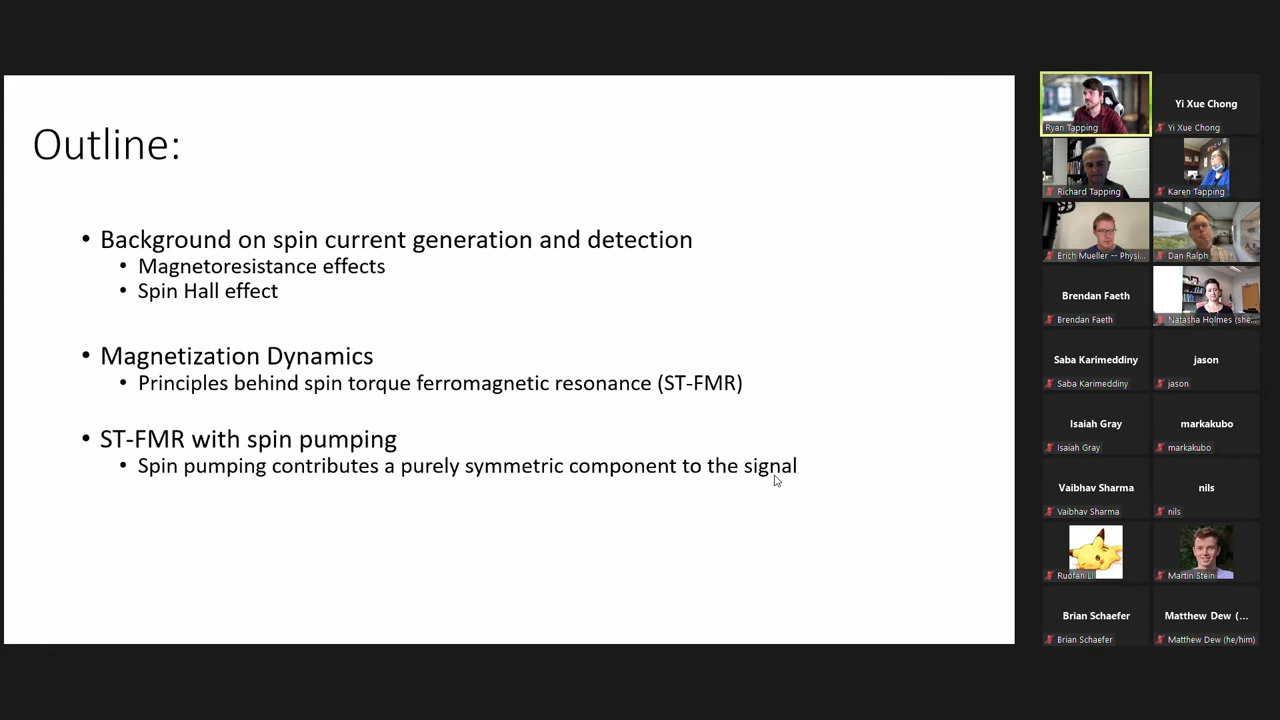 Outline:
• Background on spin current generation and detection
• Magnetoresistance effects
• Spin Hall effect
• Magnetization Dynamics
• Principles behind spin torque ferromagnetic resonance (ST-FMR)
• ST-FMR with spin pumping
• Spin pumping contributes a purely symmetric component to the signal
Ryan Tapping
Yi Xue Chong
Yi Xue Chong
Richard Tapping
Karen Tapping
Erich Mueller -- Physi...
Dan Ralph
Brendan Faeth
Brendan Faeth
Natasha Holmes (she...
Saba Karimeddiny
Saba Karimeddiny
jason
jason
Isaiah Gray
Isaiah Gray
markakubo
markakubo
Vaibhav Sharma
Vaibhav Sharma
nils
nils
Ruofan Li
Martin Stein
Brian Schaefer
Brian Schaefer
Matthew Dew (...
Matthew Dew (he/him)